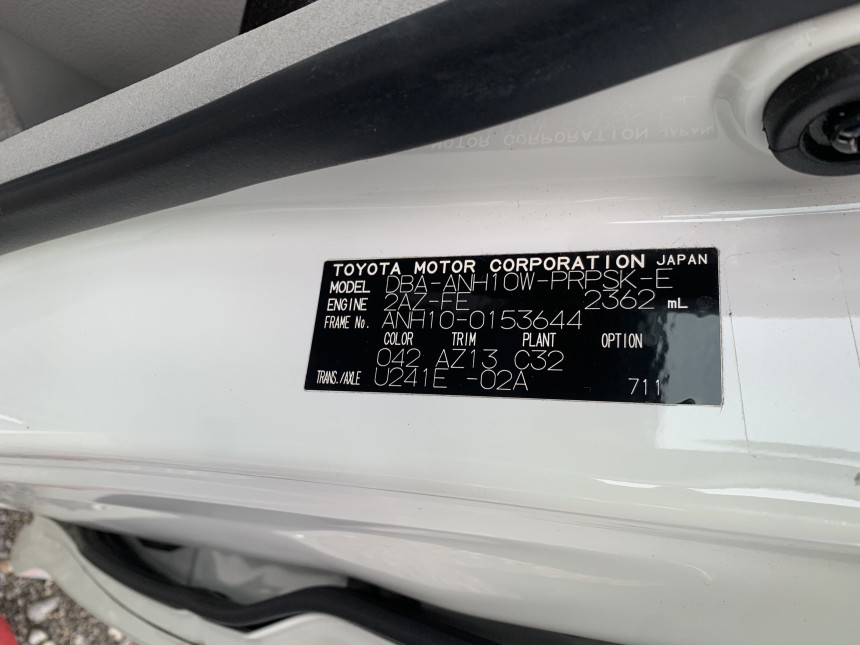 TOYOTA MOTOR CORPORATION JAPAN
MODEL DBA-ANH10W-PRPSK-E
ENGINE 2AZ-FE 2362 mL
FRAME No. ANH10-0153644
COLOR TRIM PLANT OPTION
042 AZ13 C32
TRANS./AXLE U241E -02A 711